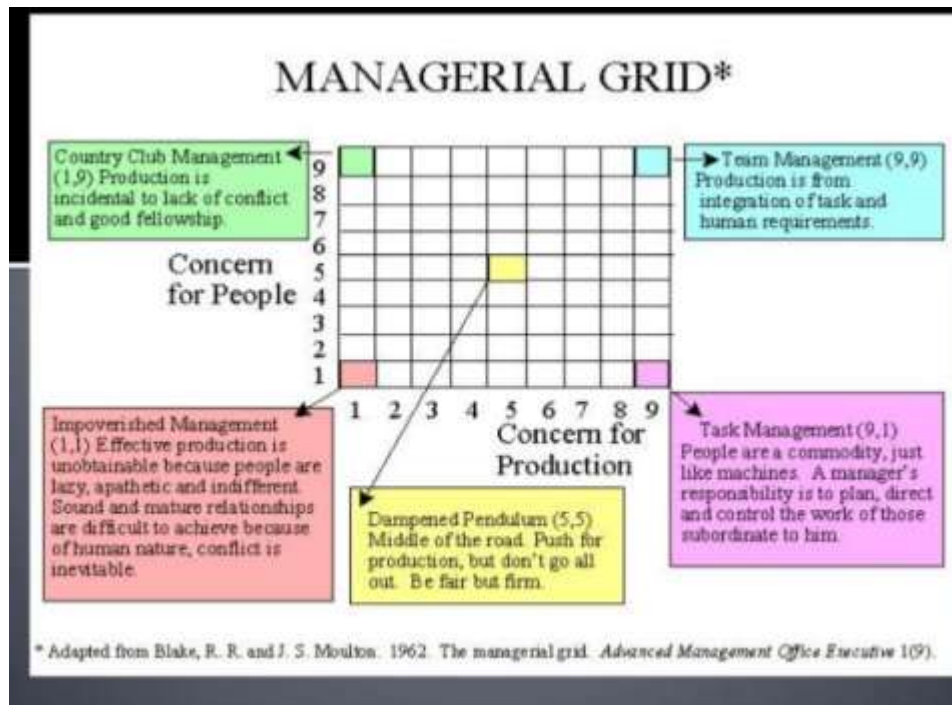 MANAGERIAL GRID*
Country Club Management
(1,9) Production is
incidental to lack of conflict
and good fellowship.
Team Management (9,9)
Production is from
integration of task and
human requirements.
9
8
7
6
5
4
3
2
1
Concern
for People
1 2 3 4 5 6 7 8 9
Concern for
Production
Impoverished Management
(1,1) Effective production is
unobtainable because people are
lazy, apathetic and indifferent.
Sound and mature relationships
are difficult to achieve because
of human nature, conflict is
inevitable.
Dampened Pendulum (5,5)
Middle of the road. Push for
production, but don't go all
out. Be fair but firm.
Task Management (9,1)
People are a commodity, just
like machines. A manager's
responsibility is to plan, direct
and control the work of those
subordinate to him.
* Adapted from Blake, R. R. and J. S. Moulton. 1962. The managerial grid. Advanced Management Office Executive 1(9).